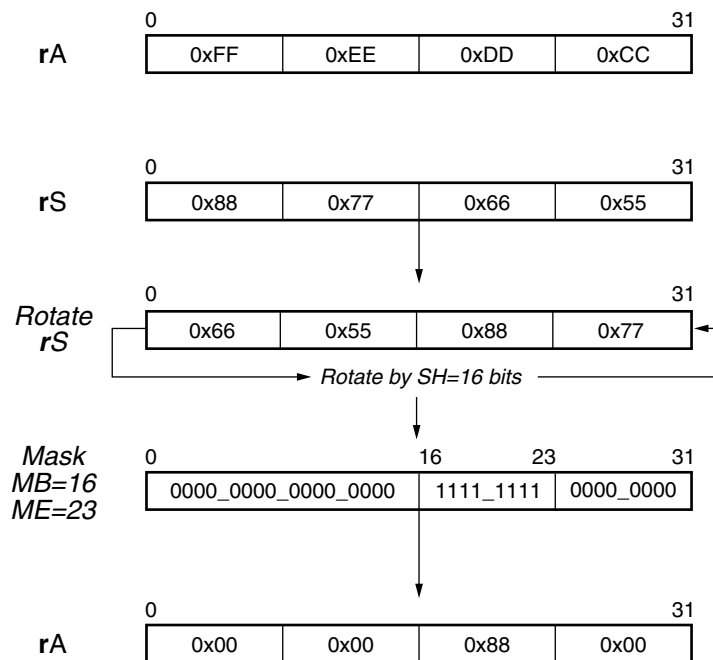 0 31
rA 0xFF 0xEE 0xDD 0xCC
0 31
rS 0x88 0x77 0x66 0x55
0 31
Rotate
rS
0x66 0x55 0x88 0x77
Rotate by SH=16 bits
Mask
MB=16
ME=23
0 16 23 31
0000_0000_0000_0000 1111_1111 0000_0000
0 31
rA 0x00 0x00 0x88 0x00